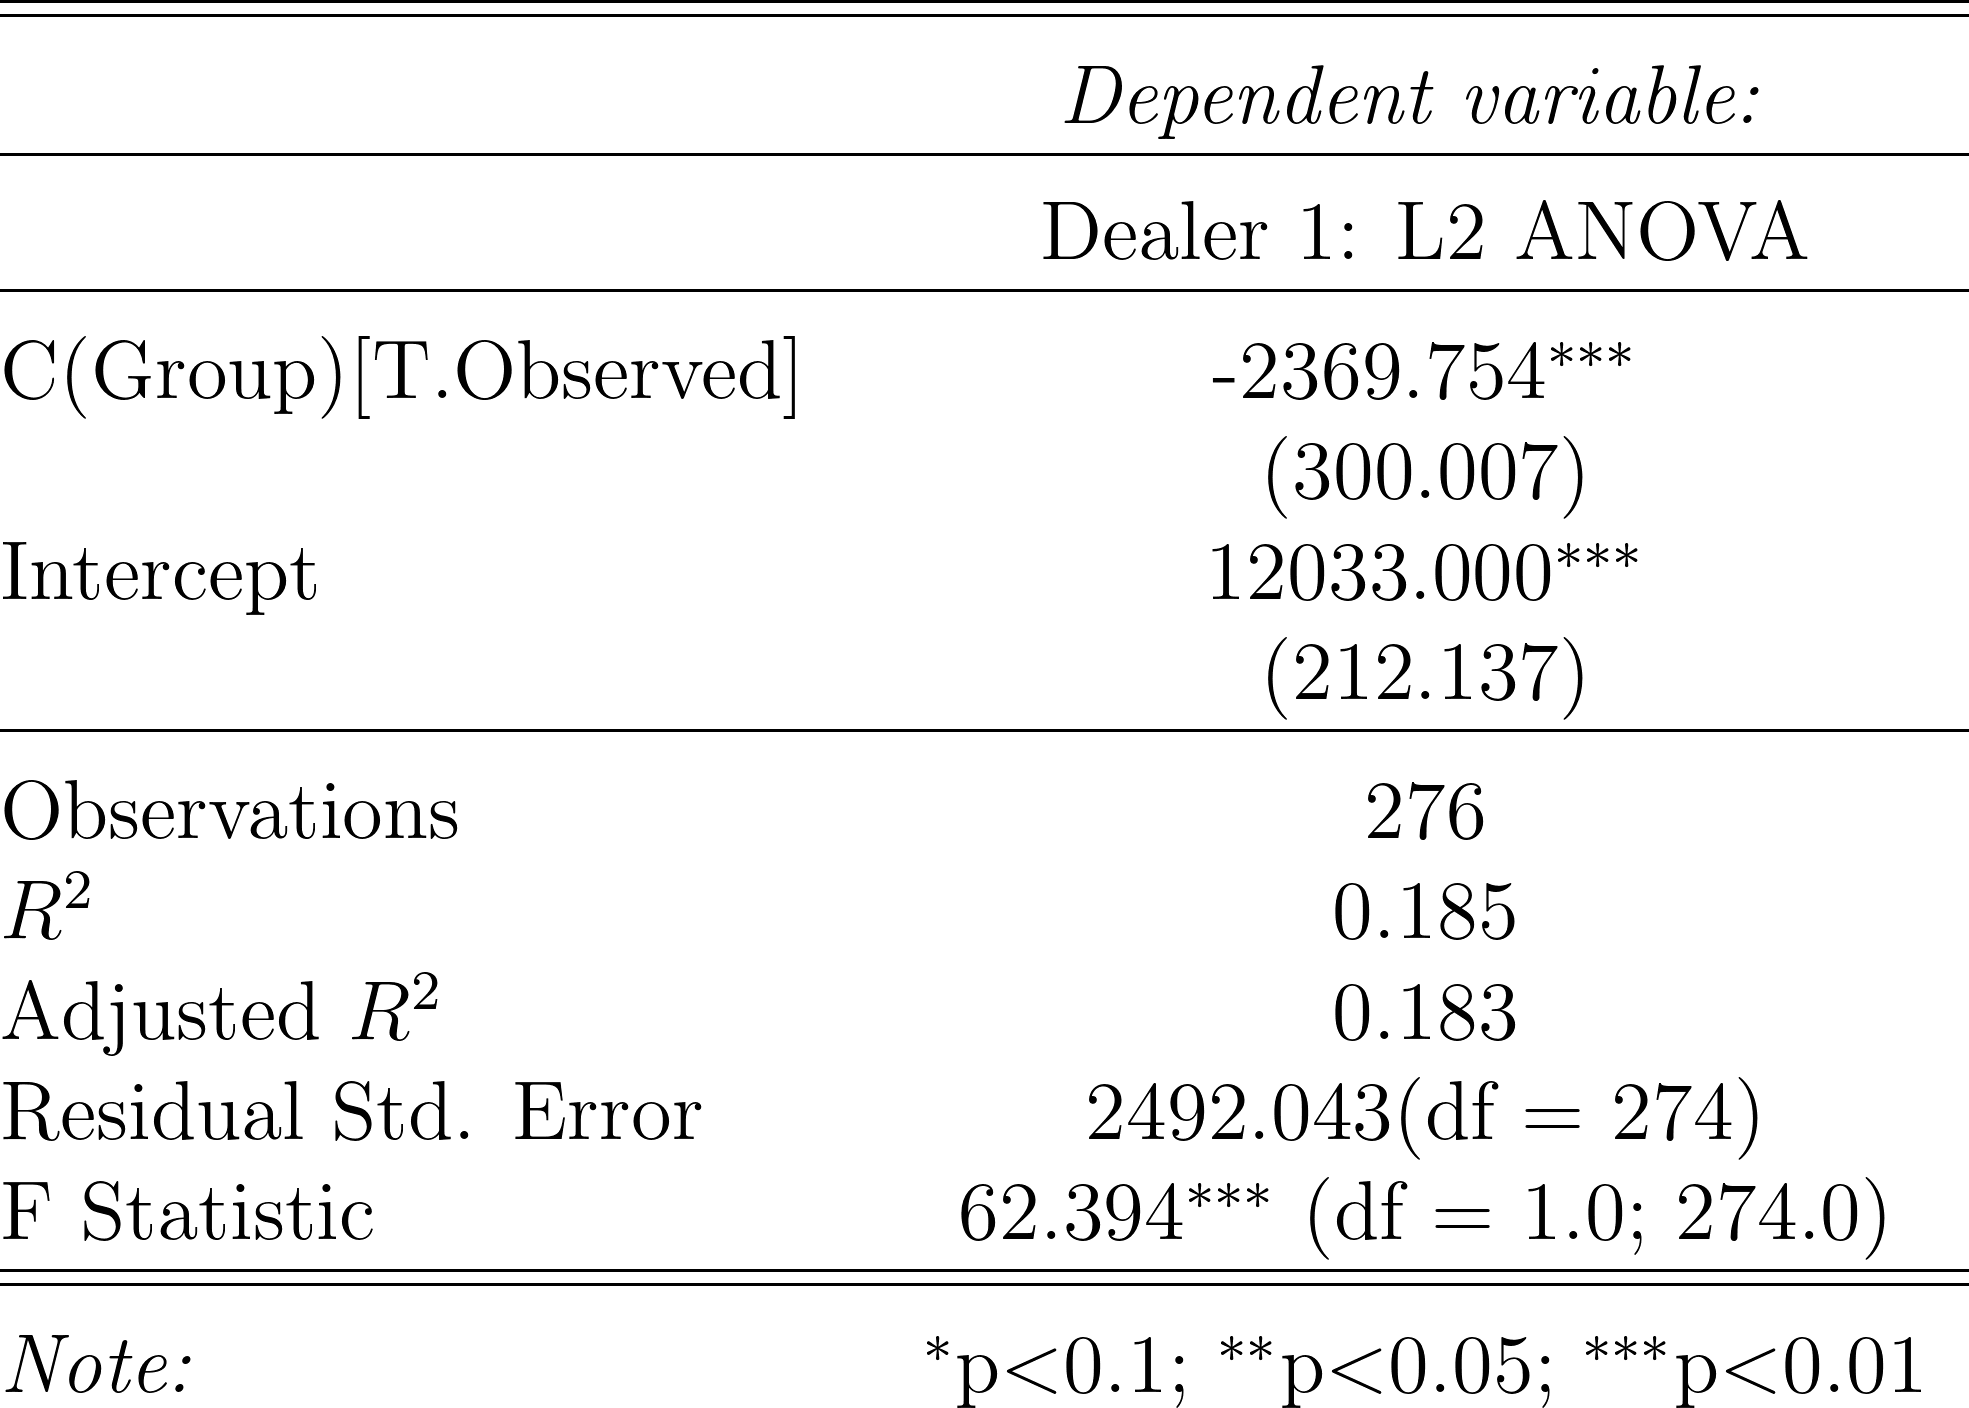 Dependent variable:
Dealer 1: L2 ANOVA
C(Group)[T.Observed] -2369.754***
(300.007)
Intercept 12033.000***
(212.137)
Observations 276
R² 0.185
Adjusted R² 0.183
Residual Std. Error 2492.043(df = 274)
F Statistic 62.394*** (df = 1.0; 274.0)
Note: *p<0.1; **p<0.05; ***p<0.01